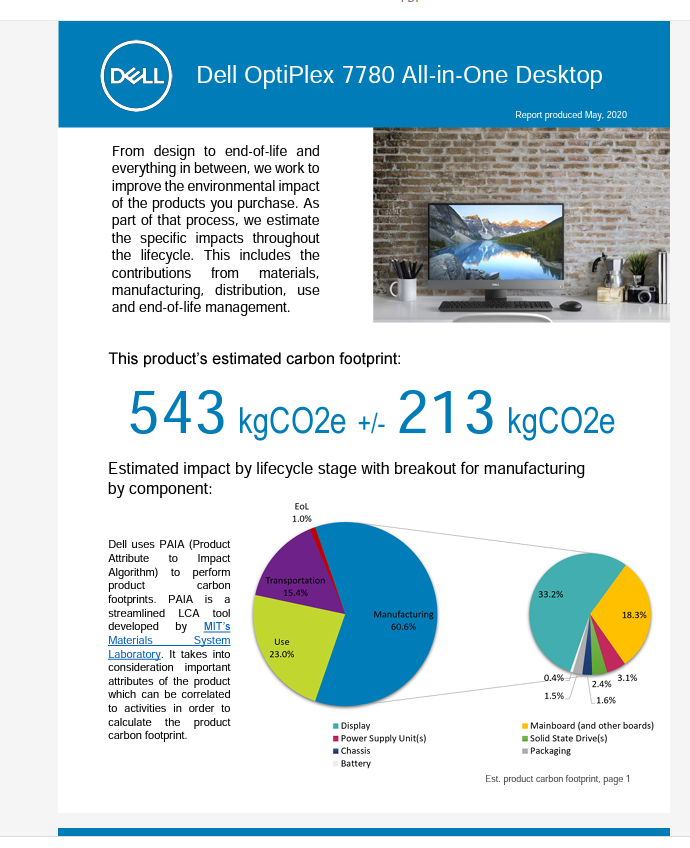 DELL
Dell OptiPlex 7780 All-in-One Desktop
Report produced May, 2020
From design to end-of-life and
everything in between, we work to
improve the environmental impact
of the products you purchase. As
part of that process, we estimate
the specific impacts throughout
the lifecycle. This includes the
contributions from materials,
manufacturing, distribution, use
and end-of-life management.
This product's estimated carbon footprint:
543 kgCO2e +/- 213 kgCO2e
Estimated impact by lifecycle stage with breakout for manufacturing
by component:
Dell uses PAIA (Product
Attribute to Impact
Algorithm) to perform
product carbon
footprints. PAIA is a
streamlined LCA tool
developed by MIT's
Materials System
Laboratory. It takes into
consideration important
attributes of the product
which can be correlated
to activities in order to
calculate the product
carbon footprint.
EoL
1.0%
Transportation
15.4%
Manufacturing
60.6%
Use
23.0%
33.2%
18.3%
0.4%
3.1%
2.4%
1.5%
1.6%
Display
Mainboard (and other boards)
Power Supply Unit(s)
Solid State Drive(s)
Chassis
Packaging
Battery
Est. product carbon footprint, page 1